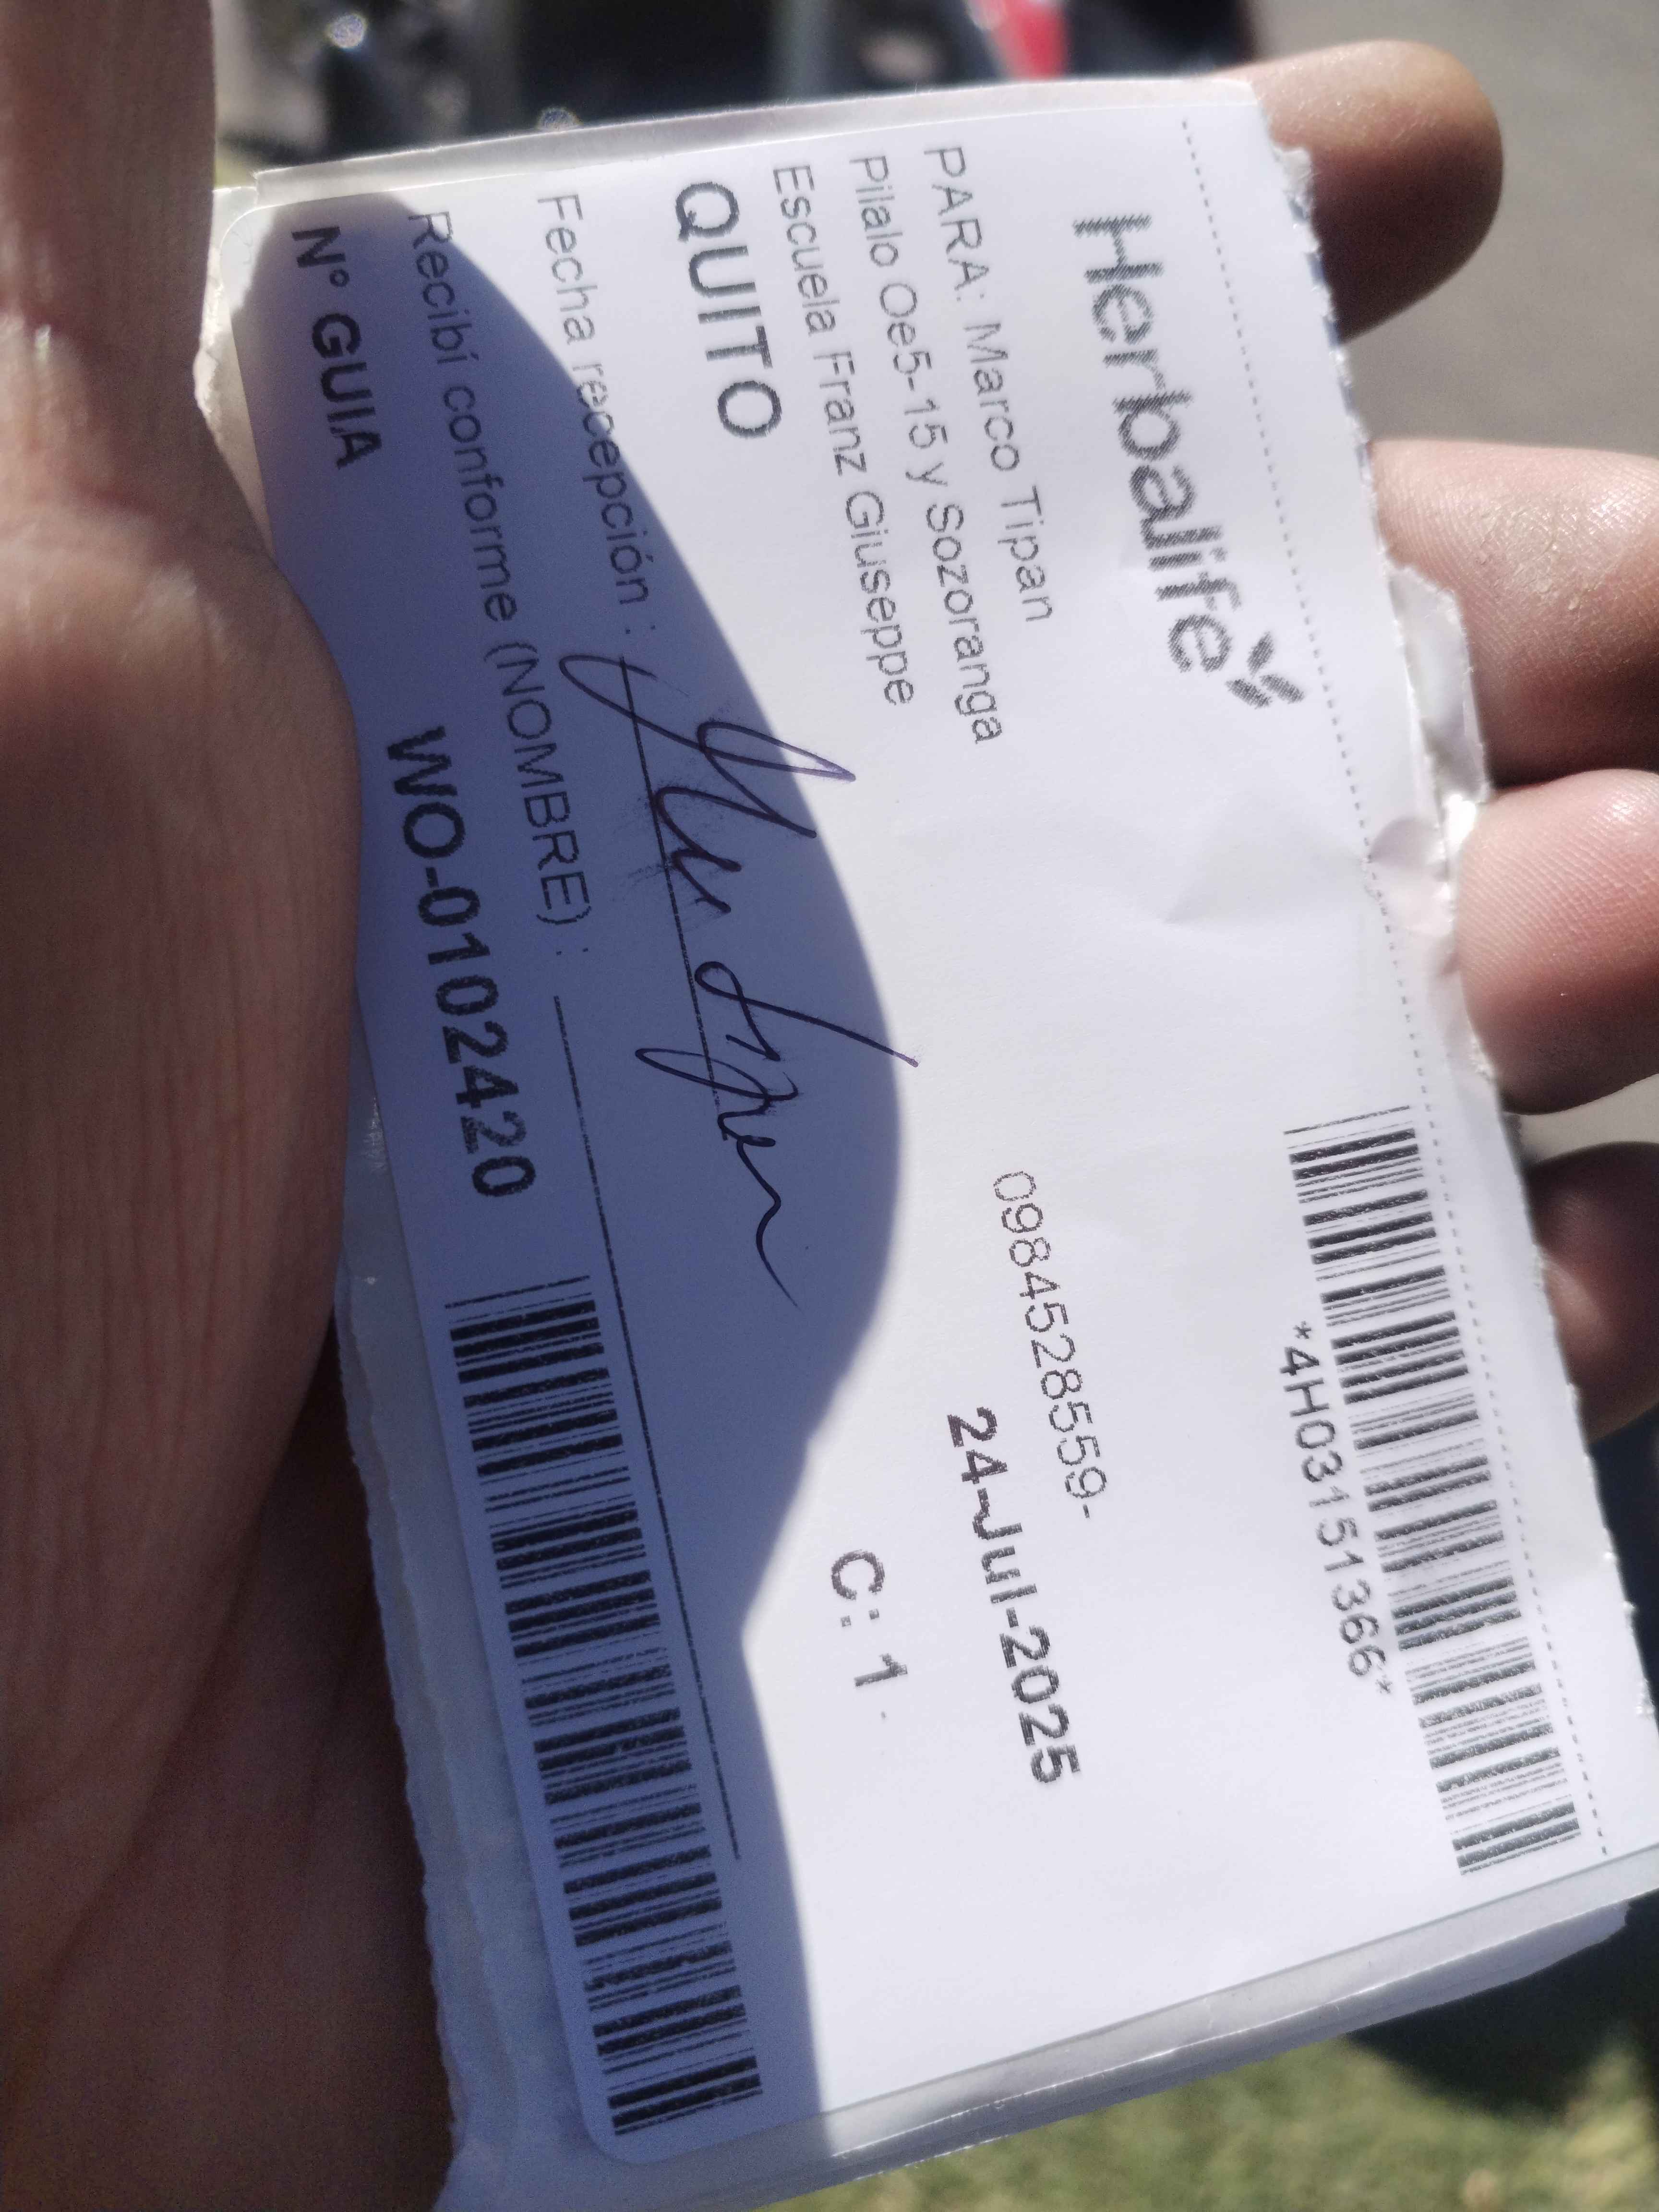 Herbalife
*4H03151366*
PARA: Marco Tipan
0984528559-
Pilalo Oe5-15 y Sozoranga
24-Jul-2025
Escuela Franz Giuseppe
C: 1
QUITO
Fecha recepción :
Recibí conforme (NOMBRE) :
N° GUIA WO-0102420